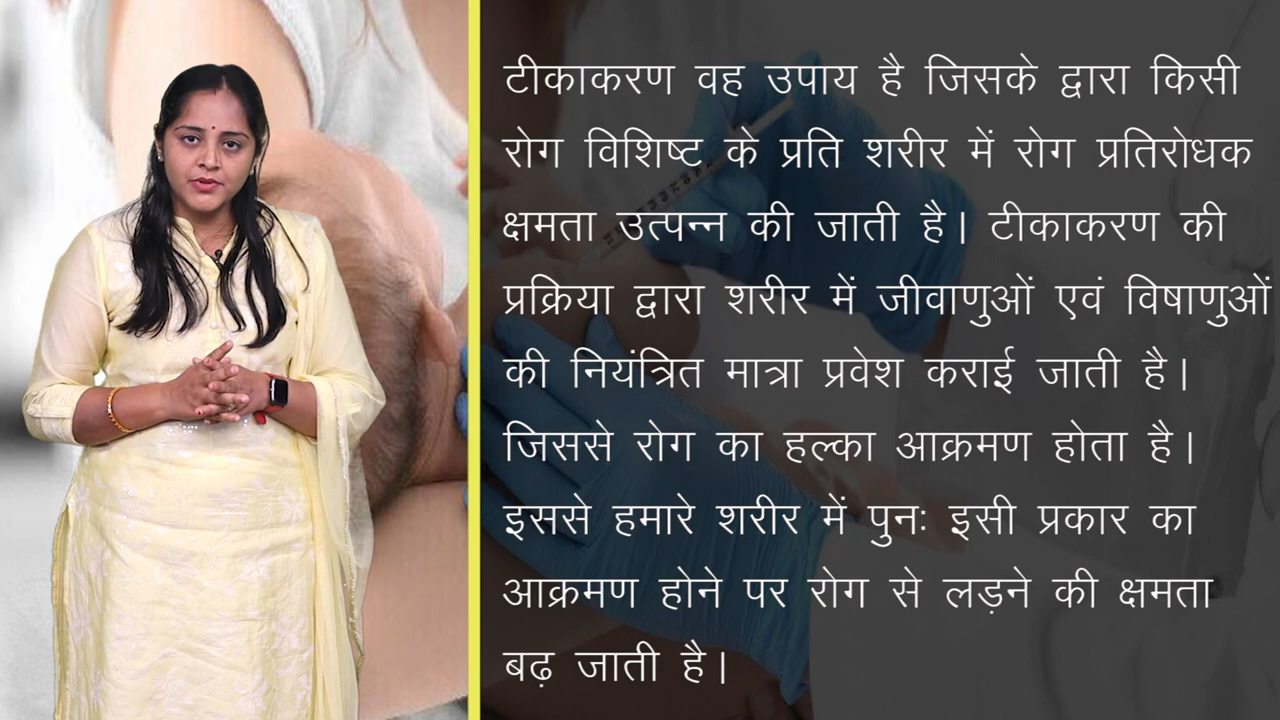 टीकाकरण वह उपाय है जिसके द्वारा किसी
रोग विशिष्ट के प्रति शरीर में रोग प्रतिरोधक
क्षमता उत्पन्न की जाती है। टीकाकरण की
प्रक्रिया द्वारा शरीर में जीवाणुओं एवं विषाणुओं
की नियंत्रित मात्रा प्रवेश कराई जाती है।
जिससे रोग का हल्का आक्रमण होता है।
इससे हमारे शरीर में पुनः इसी प्रकार का
आक्रमण होने पर रोग से लड़ने की क्षमता
बढ़ जाती है।